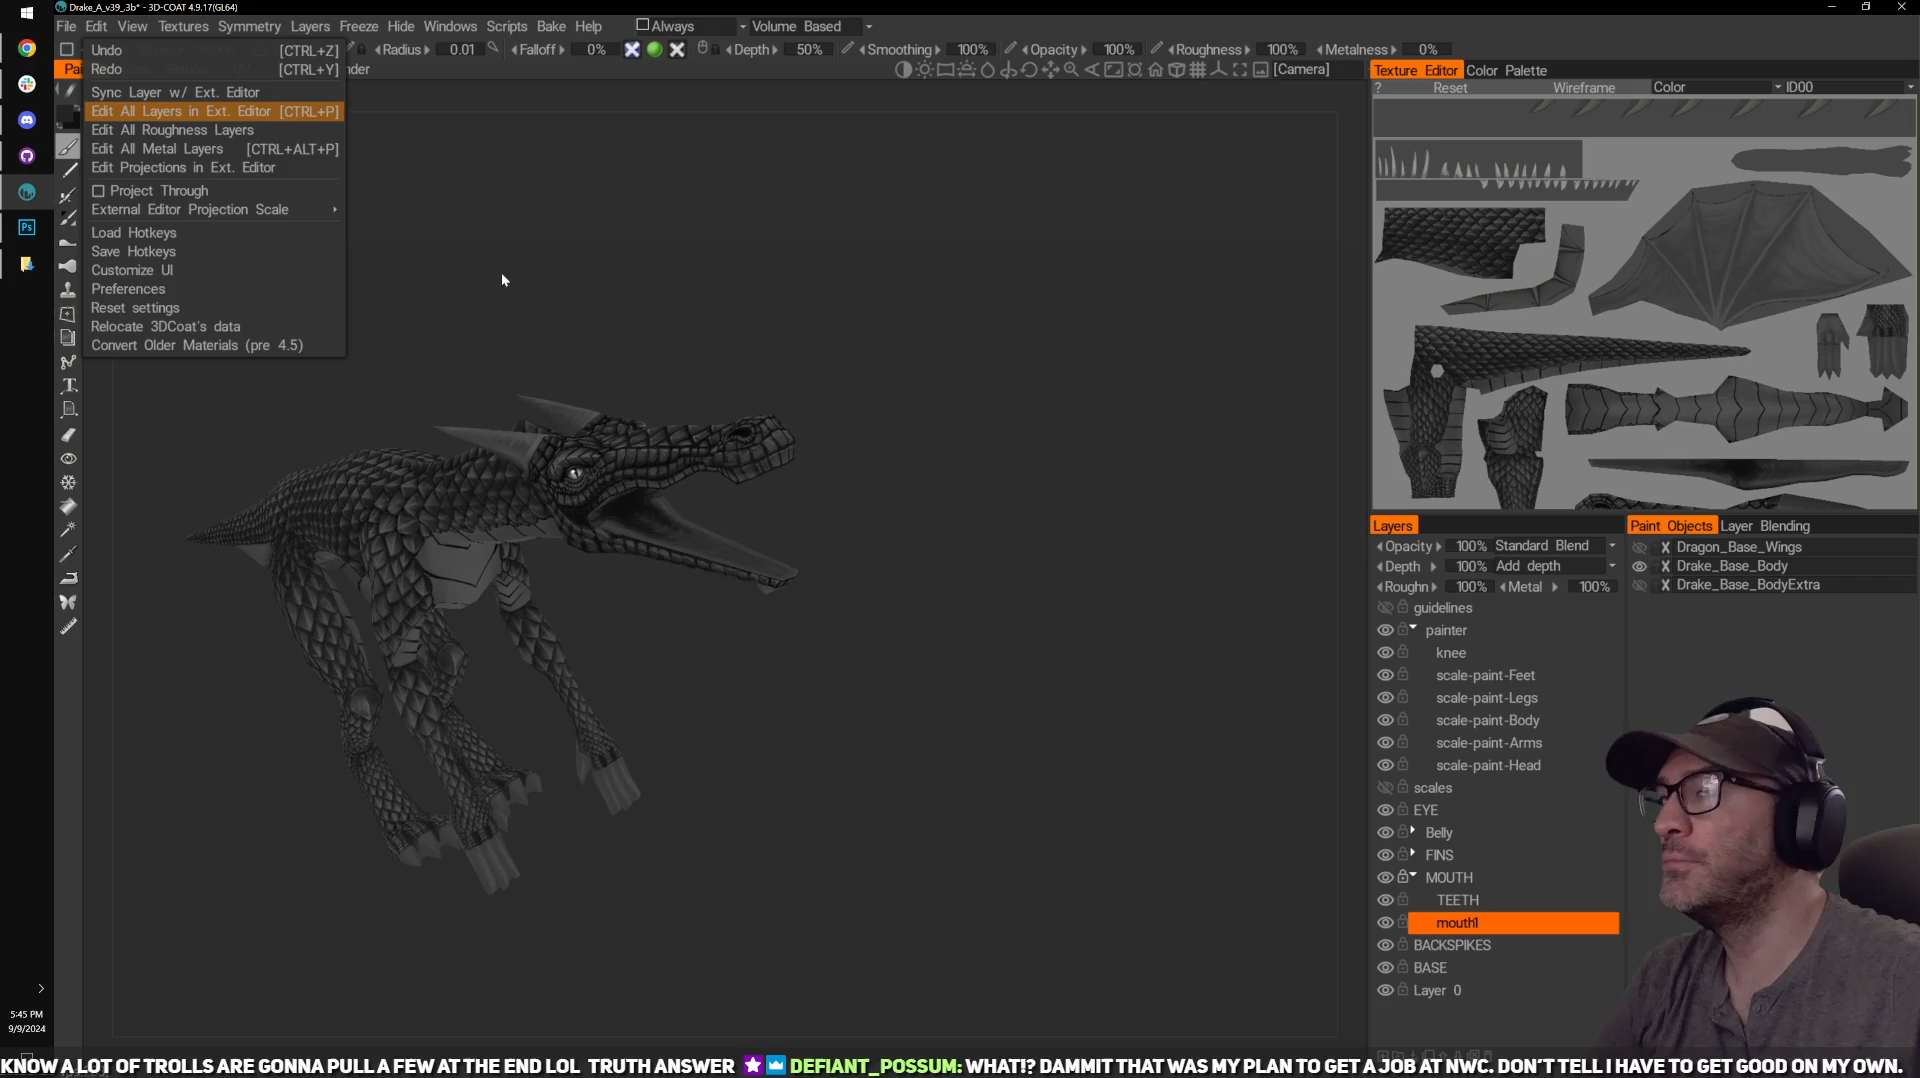 Drake_A_v39_.3b* - 3D-COAT 4.9.17(GL64)
File Edit View Textures Symmetry Layers Freeze Hide Windows Scripts Bake Help Always Volume Based
Radius 0.01 Falloff 0% Depth 50% Smoothing 100% Opacity 100% Roughness 100% Metalness 0%
[Camera]
Undo [CTRL+Z]
Redo [CTRL+Y]
Sync Layer w/ Ext. Editor
Edit All Layers in Ext. Editor [CTRL+P]
Edit All Roughness Layers
Edit All Metal Layers [CTRL+ALT+P]
Edit Projections in Ext. Editor
Project Through
External Editor Projection Scale
Load Hotkeys
Save Hotkeys
Customize UI
Preferences
Reset settings
Relocate 3DCoat's data
Convert Older Materials (pre 4.5)
Ps
Texture Editor Color Palette
? Reset Wireframe Color ID00
Layers
Opacity 100% Standard Blend
Depth 100% Add depth
Roughn 100% Metal 100%
guidelines
painter
knee
scale-paint-Feet
scale-paint-Legs
scale-paint-Body
scale-paint-Arms
scale-paint-Head
scales
EYE
Belly
FINS
MOUTH
TEETH
mouth1
BACKSPIKES
BASE
Layer 0
Paint Objects Layer Blending
X Dragon_Base_Wings
X Drake_Base_Body
X Drake_Base_BodyExtra
5:45 PM
9/9/2024
KNOW A LOT OF TROLLS ARE GONNA PULL A FEW AT THE END LOL TRUTH ANSWER DEFIANT_POSSUM: WHAT!? DAMMIT THAT WAS MY PLAN TO GET A JOB AT NWC. DON'T TELL I HAVE TO GET GOOD ON MY OWN.